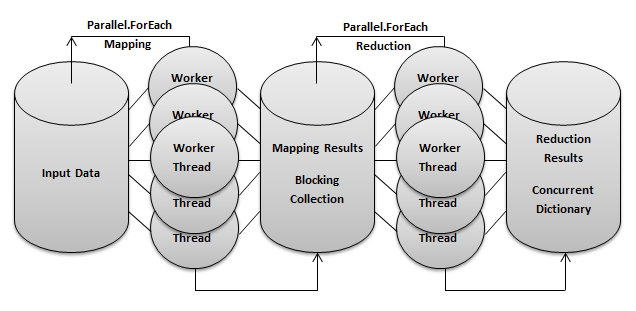 Parallel.ForEach
Mapping
Parallel.ForEach
Reduction
Input Data
Worker
Worker
Worker
Thread
Thread
Thread
Mapping Results
Blocking
Collection
Worker
Worker
Worker
Thread
Thread
Thread
Reduction
Results
Concurrent
Dictionary